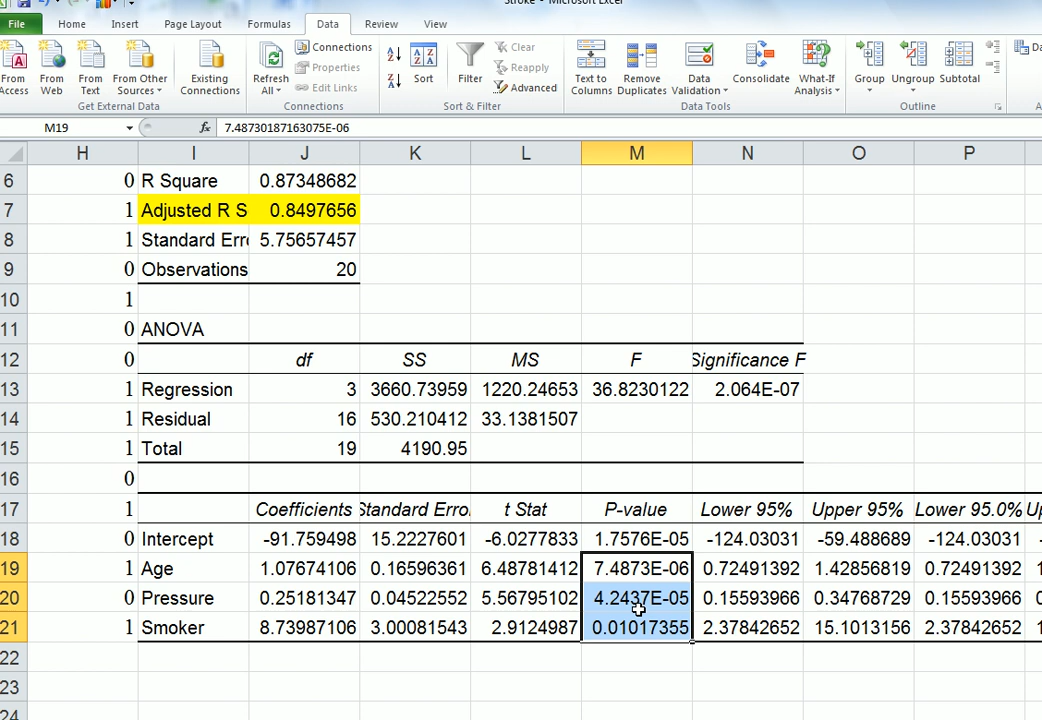 Stroke - Microsoft Excel
File Home Insert Page Layout Formulas Data Review View
From Access
From Web
From Text
From Other Sources
Existing Connections
Get External Data
Refresh All
Connections
Properties
Edit Links
Connections
Sort
Filter
Clear
Reapply
Advanced
Sort & Filter
Text to Columns
Remove Duplicates
Data Validation
Consolidate
What-If Analysis
Data Tools
Group
Ungroup
Subtotal
Outline
M19 fx 7.48730187163075E-06
H I J K L M N O P
6 0 R Square 0.87348682
7 1 Adjusted R S 0.8497656
8 1 Standard Erro 5.75657457
9 0 Observations 20
10 1
11 0 ANOVA
12 0 df SS MS F Significance F
13 1 Regression 3 3660.73959 1220.24653 36.8230122 2.064E-07
14 1 Residual 16 530.210412 33.1381507
15 1 Total 19 4190.95
16 0
17 1 Coefficients Standard Erro t Stat P-value Lower 95% Upper 95% Lower 95.0% Up
18 0 Intercept -91.759498 15.2227601 -6.0277833 1.7576E-05 -124.03031 -59.488689 -124.03031 -
19 1 Age 1.07674106 0.16596361 6.48781412 7.4873E-06 0.72491392 1.42856819 0.72491392 1
20 0 Pressure 0.25181347 0.04522552 5.56795102 4.2437E-05 0.15593966 0.34768729 0.15593966 0
21 1 Smoker 8.73987106 3.00081543 2.9124987 0.01017355 2.37842652 15.1013156 2.37842652 1
22
23
24